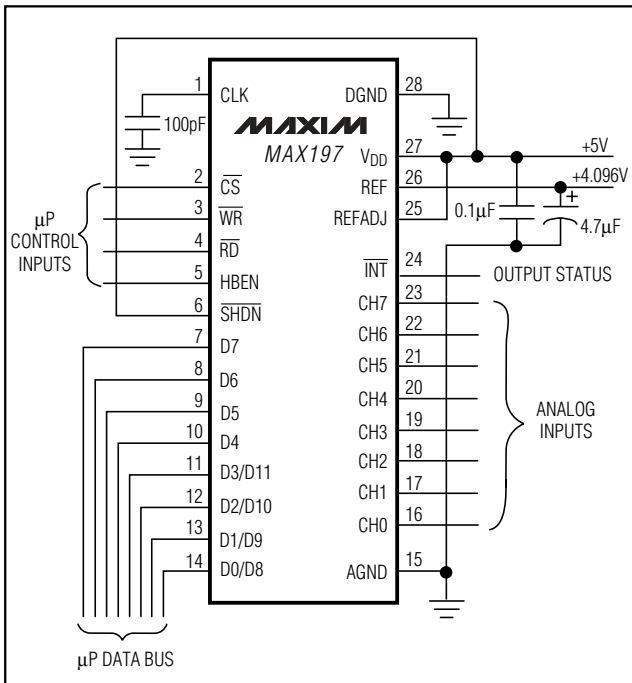 1
CLK
100pF
MAXIM
MAX197
DGND
28
VDD
27
+5V
REF
26
+4.096V
REFADJ
25
0.1µF
+
4.7µF
µP
CONTROL
INPUTS
2
CS
3
WR
4
RD
5
HBEN
6
SHDN
INT
24
OUTPUT STATUS
7
D7
8
D6
9
D5
10
D4
11
D3/D11
12
D2/D10
13
D1/D9
14
D0/D8
CH7
23
CH6
22
CH5
21
CH4
20
CH3
19
CH2
18
CH1
17
CH0
16
AGND
15
ANALOG
INPUTS
µP DATA BUS